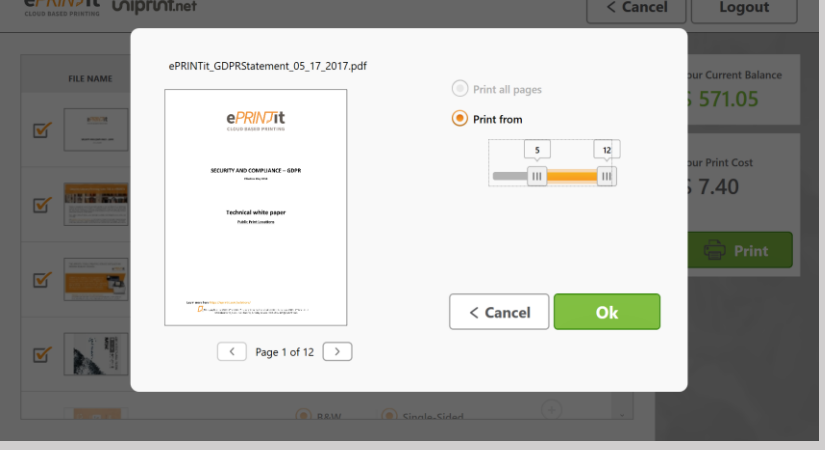 ePRINTit uniprint.net
CLOUD BASED PRINTING
< Cancel
Logout
FILE NAME
ePRINTit_GDPRStatement_05_17_2017.pdf
ePRINTit
CLOUD BASED PRINTING
SECURITY AND COMPLIANCE – GDPR
Technical white paper
Public Print Locations
< Page 1 of 12 >
Print all pages
Print from
5 12
< Cancel
Ok
our Current Balance
$ 571.05
our Print Cost
$ 7.40
Print
B&W
Single-Sided